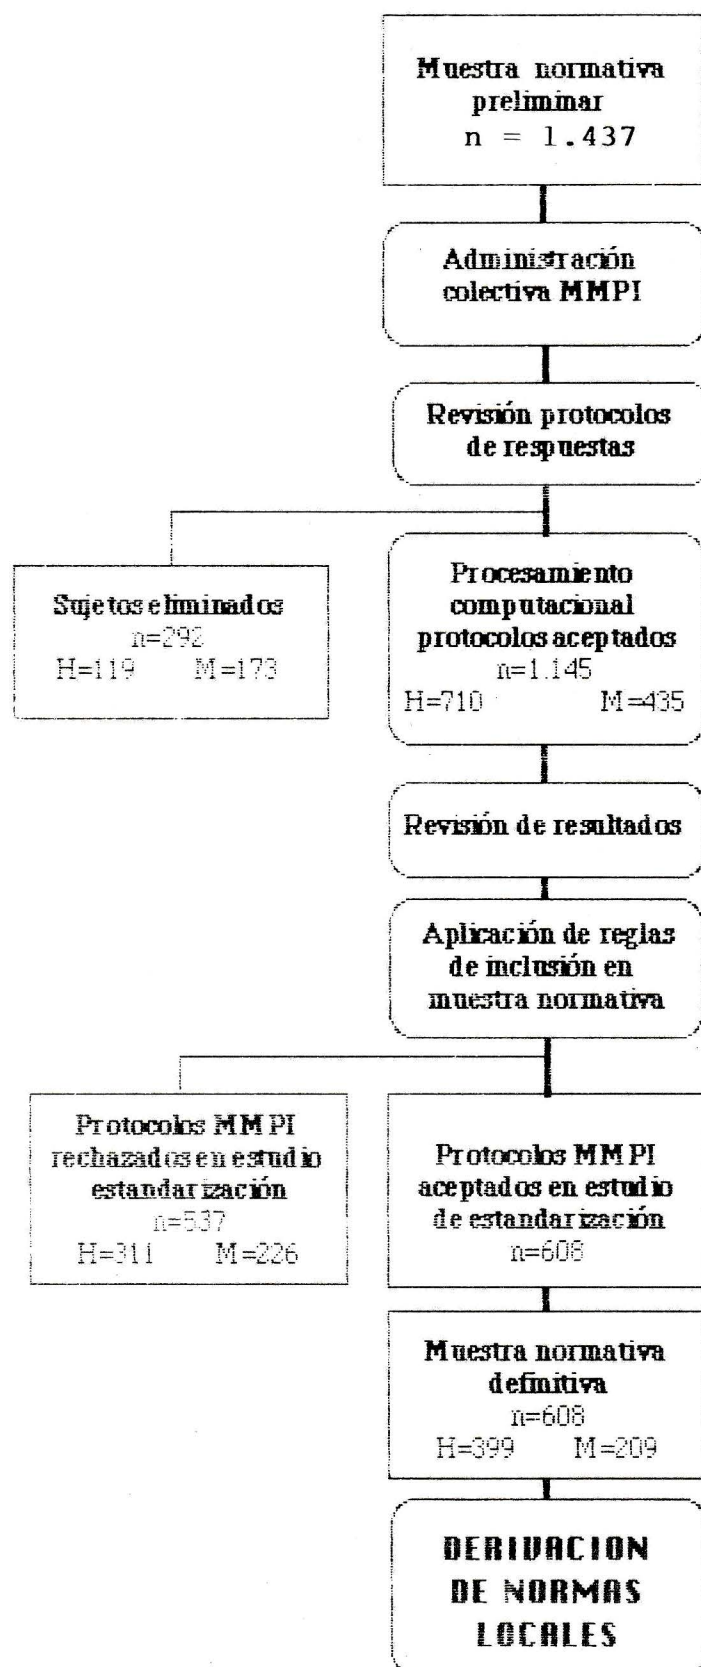 Muestra normativa
preliminar
n = 1.437
Administración
colectiva MMPI
Revisión protocolos
de respuestas
Sujetos eliminados
n=292
H=119 M=173
Procesamiento
computacional
protocolos aceptados
n=1.145
H=710 M=435
Revisión de resultados
Aplicación de reglas
de inclusión en
muestra normativa
Protocolos MMPI
rechazados en estudio
estandarización
n=537
H=311 M=226
Protocolos MMPI
aceptados en estudio
de estandarización
n=608
Muestra normativa
definitiva
n=608
H=399 M=209
DERIVACION
DE NORMAS
LOCALES